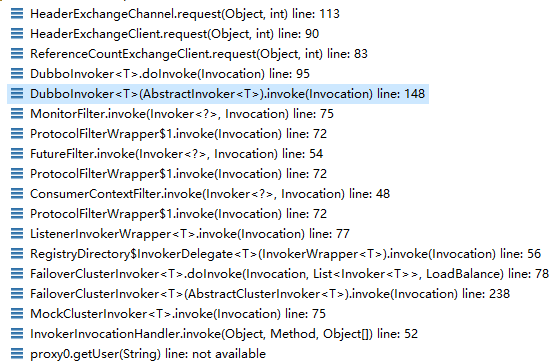 HeaderExchangeChannel.request(Object, int) line: 113
HeaderExchangeClient.request(Object, int) line: 90
ReferenceCountExchangeClient.request(Object, int) line: 83
DubboInvoker<T>.doInvoke(Invocation) line: 95
DubboInvoker<T>(AbstractInvoker<T>).invoke(Invocation) line: 148
MonitorFilter.invoke(Invoker<?>, Invocation) line: 75
ProtocolFilterWrapper$1.invoke(Invocation) line: 72
FutureFilter.invoke(Invoker<?>, Invocation) line: 54
ProtocolFilterWrapper$1.invoke(Invocation) line: 72
ConsumerContextFilter.invoke(Invoker<?>, Invocation) line: 48
ProtocolFilterWrapper$1.invoke(Invocation) line: 72
ListenerInvokerWrapper<T>.invoke(Invocation) line: 77
RegistryDirectory$InvokerDelegate<T>(InvokerWrapper<T>).invoke(Invocation) line: 56
FailoverClusterInvoker<T>.doInvoke(Invocation, List<Invoker<T>>, LoadBalance) line: 78
FailoverClusterInvoker<T>(AbstractClusterInvoker<T>).invoke(Invocation) line: 238
MockClusterInvoker<T>.invoke(Invocation) line: 75
InvokerInvocationHandler.invoke(Object, Method, Object[]) line: 52
proxy0.getUser(String) line: not available